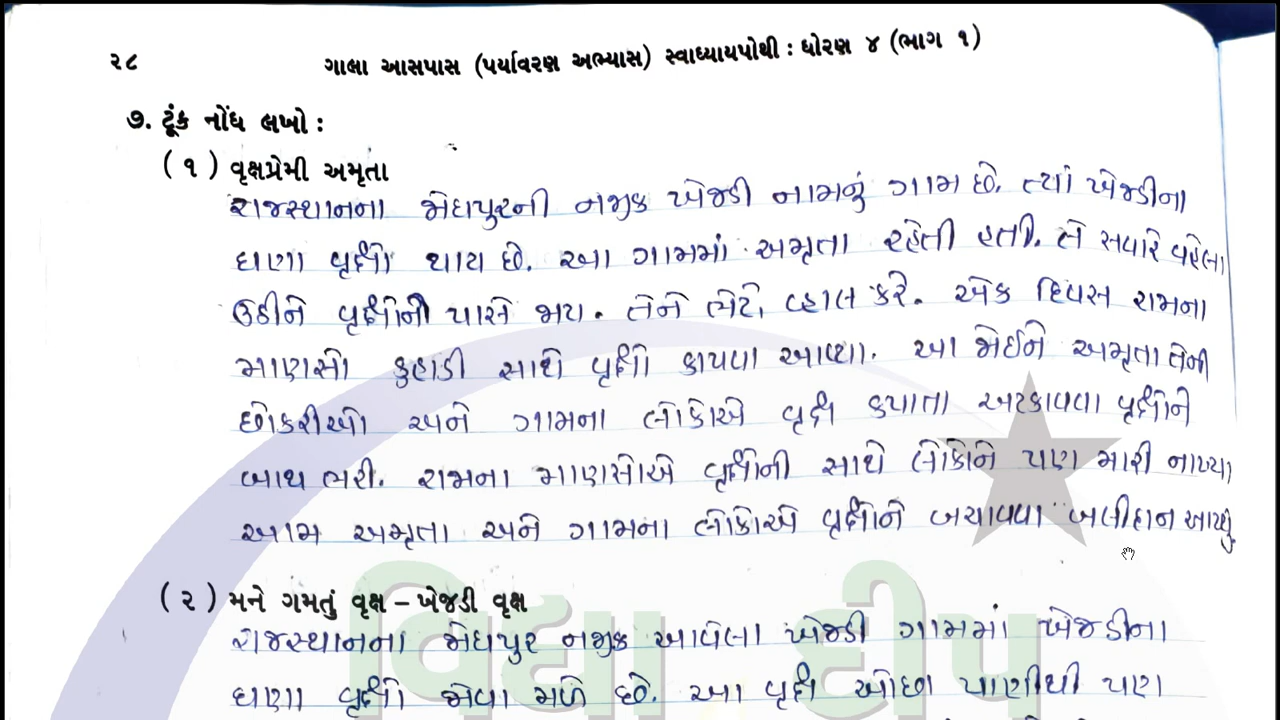 ૨૮
ગાલા આસપાસ (પર્યાવરણ અભ્યાસ) સ્વાધ્યાયપોથી : ધોરણ ૪ (ભાગ ૧)
૭. ટૂંક નોંધ લખો :
(૧) વૃક્ષપ્રેમી અમૃતા
રાજસ્થાનના જોધપુરની નજીક ખેજડી નામનું ગામ છે. ત્યાં ખેજડીના
ઘણા વૃક્ષો થાય છે. આ ગામમાં અમૃતા રહેતી હતી. તે સવારે વહેલા
ઉઠીને વૃક્ષોની પાસે જાય. તેને ભેટે, વ્હાલ કરે. એક દિવસ રાજાના
માણસો કુહાડી સાથે વૃક્ષો કાપવા આવ્યા. આ જોઈને અમૃતા તેની
છોકરીઓ અને ગામના લોકોએ વૃક્ષ કપાતા અટકાવવા વૃક્ષોને
બાથ ભરી. રાજાના માણસોએ વૃક્ષોની સાથે લોકોને પણ મારી નાખ્યા
આમ અમૃતા અને ગામના લોકોએ વૃક્ષોને બચાવવા બલીદાન આપ્યું
(૨) મને ગમતું વૃક્ષ – ખેજડી વૃક્ષ
રાજસ્થાનના જોધપુર નજીક આવેલા ખેજડી ગામમાં ખેજડીના
ઘણા વૃક્ષો જોવા મળે છે. આ વૃક્ષ ઓછા પાણીથી પણ
વિદ્યા દીપ